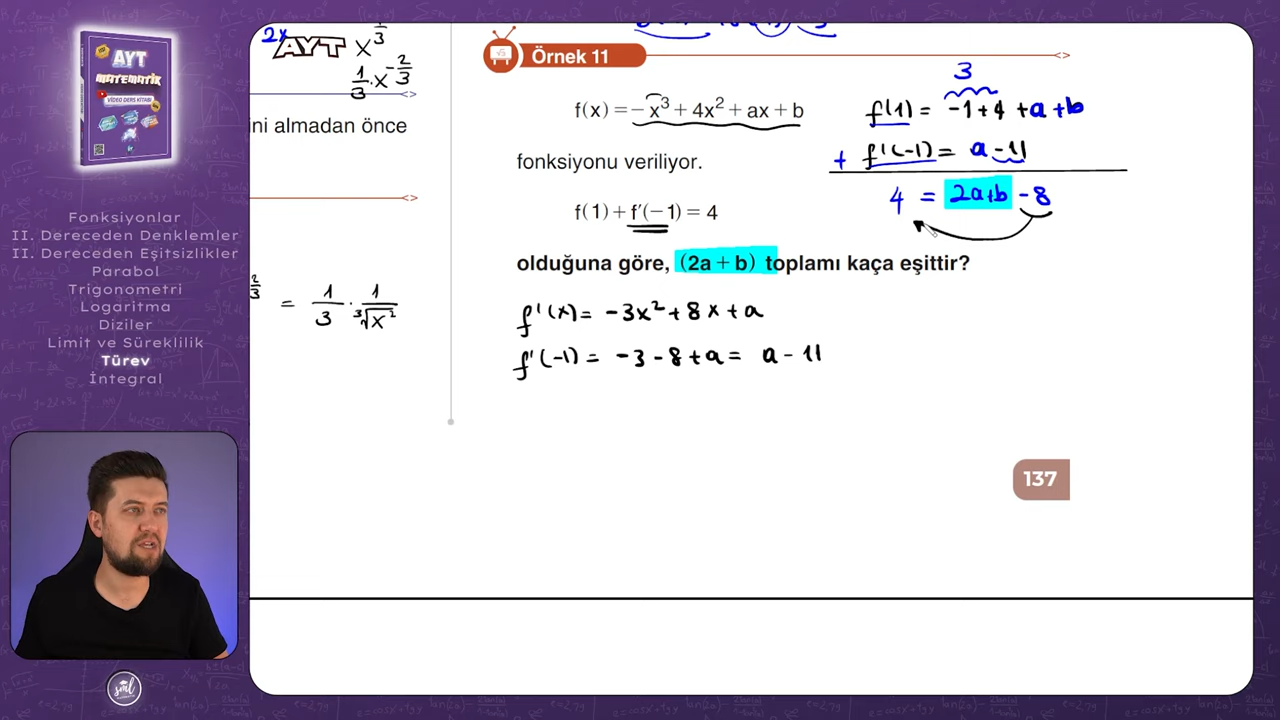 AYT
MATEMATİK
VİDEO DERS KİTABI
Fonksiyonlar
II. Dereceden Denklemler
II. Dereceden Eşitsizlikler
Parabol
Trigonometri
Logaritma
Diziler
Limit ve Süreklilik
Türev
İntegral
sml
2x
AYT x^{1/3}
1/3 · x^{-2/3}
ini almadan önce
2/3 = 1/3 · 1/∛x²
Örnek 11
f(x) = -x³ + 4x² + ax + b
fonksiyonu veriliyor.
f(1) + f'(-1) = 4
olduğuna göre, (2a + b) toplamı kaça eşittir?
f'(x) = -3x² + 8x + a
f'(-1) = -3 - 8 + a = a - 11
3
f(1) = -1 + 4 + a + b
+ f'(-1) = a - 11
4 = 2a+b - 8
137